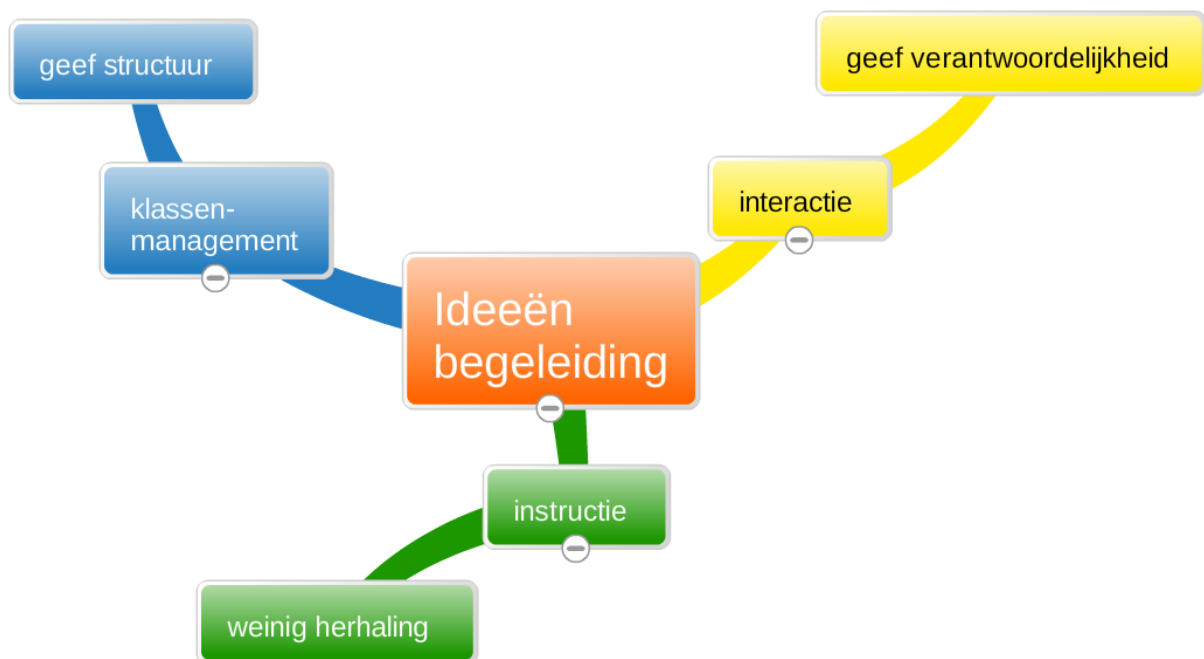 geef structuur
geef verantwoordelijkheid
klassen-
management
interactie
Ideeën
begeleiding
instructie
weinig herhaling